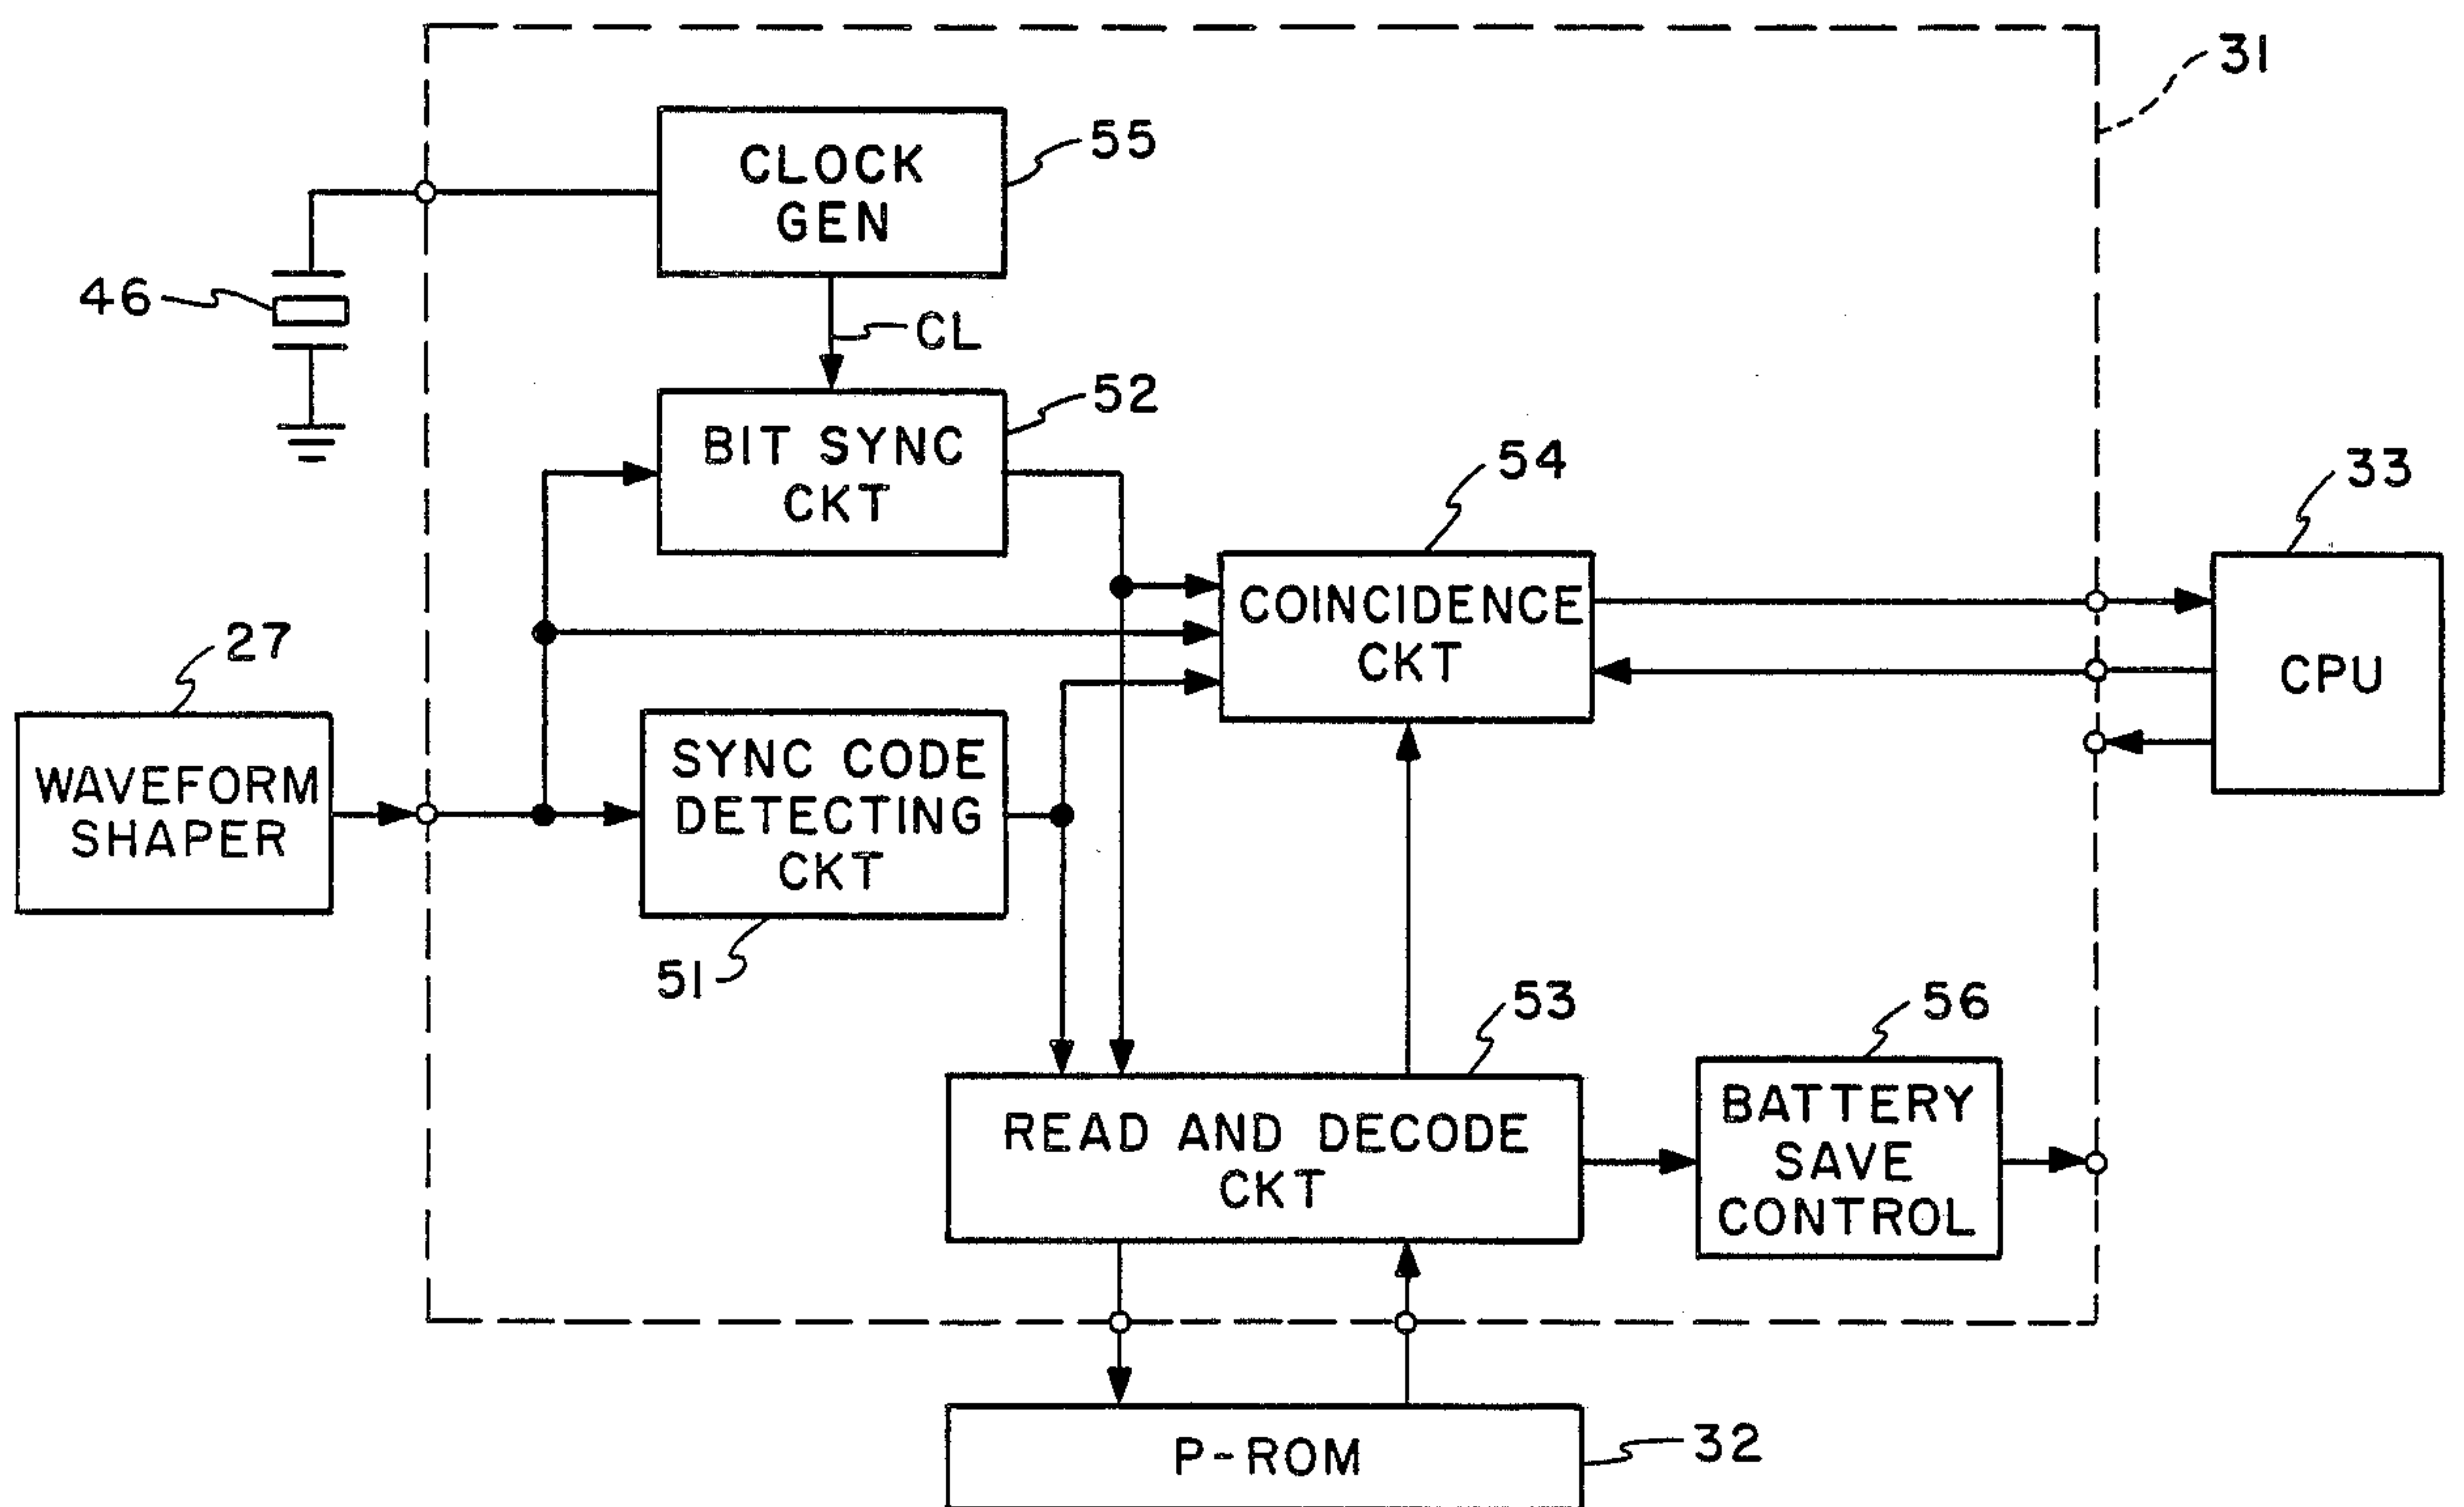 31
CLOCK
GEN
55
46
CL
52
BIT SYNC
CKT
54
33
COINCIDENCE
CKT
27
CPU
WAVEFORM
SHAPER
SYNC CODE
DETECTING
CKT
51
53
56
READ AND DECODE
CKT
BATTERY
SAVE
CONTROL
P-ROM
32